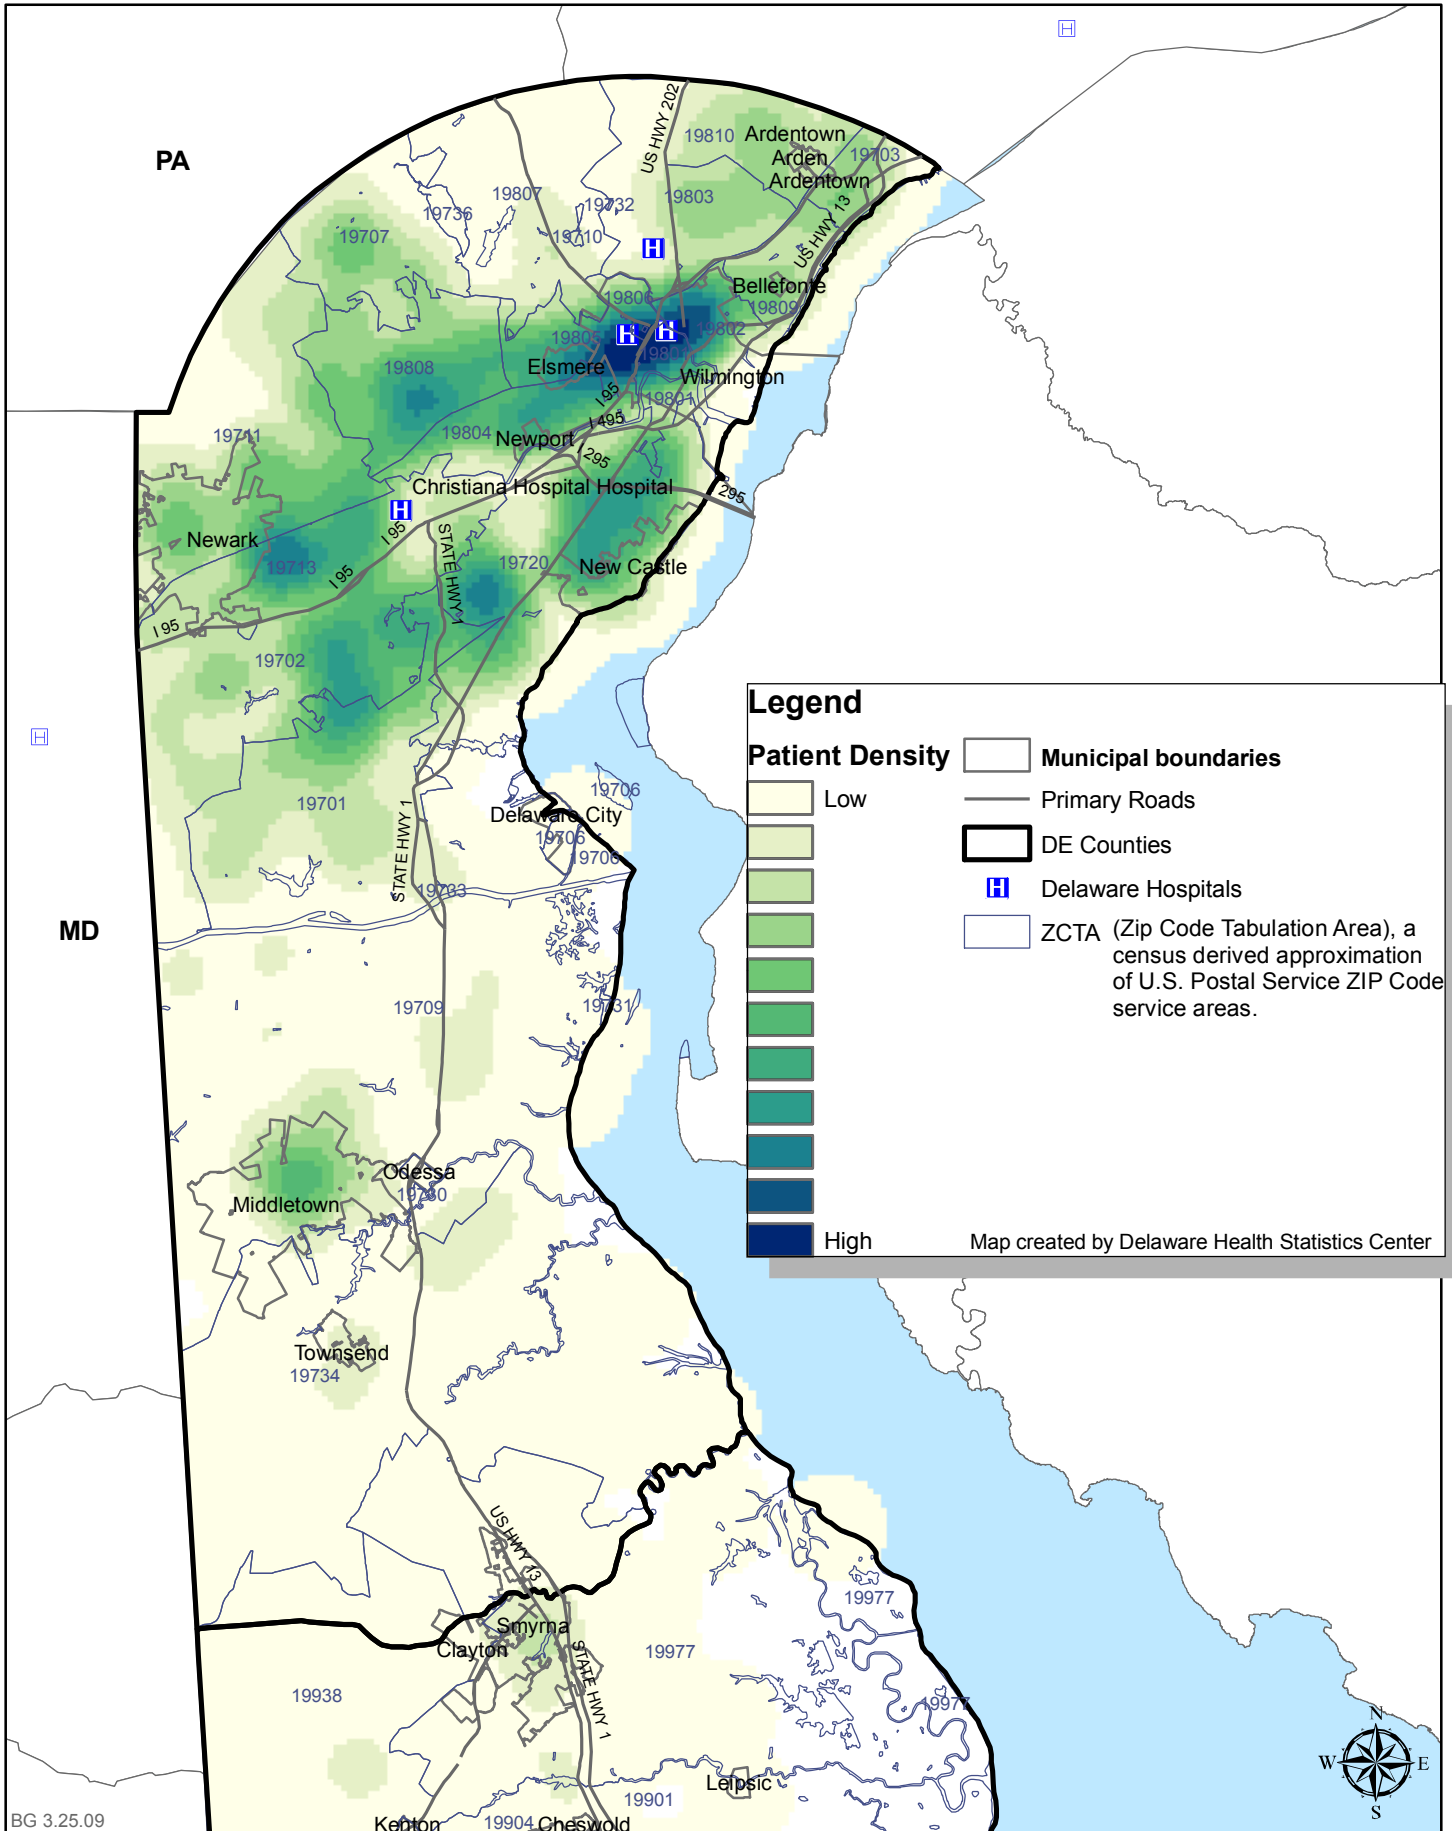 PA
US HWY 202
19810
Ardentown
Arden
19703
Ardentown
19807
19803
19736
19732
19707
19710
US HWY 13
H
Bellefonte
19806
19809
19805
H
H
19802
19808
Elsmere
Wilmington
I 95
19801
19711
19804
Newport
I 495
I 295
Christiana Hospital Hospital
295
H
Newark
I 95
STATE HWY 1
19720
19713
I 95
New Castle
I 95
19702
19701
STATE HWY 1
19706
Delaware City
19706
19706
19733
MD
19709
19731
Odessa
19730
Middletown
Townsend
19734
US HWY 13
Smyrna
Clayton
STATE HWY 1
19977
19977
19977
19938
Leipsic
19901
Kenton
19904
Cheswold
BG 3.25.09
Legend
Patient Density
Low
High
Municipal boundaries
Primary Roads
DE Counties
H
Delaware Hospitals
ZCTA
(Zip Code Tabulation Area), a
census derived approximation
of U.S. Postal Service ZIP Code
service areas.
Map created by Delaware Health Statistics Center
N
W
E
S
H
H